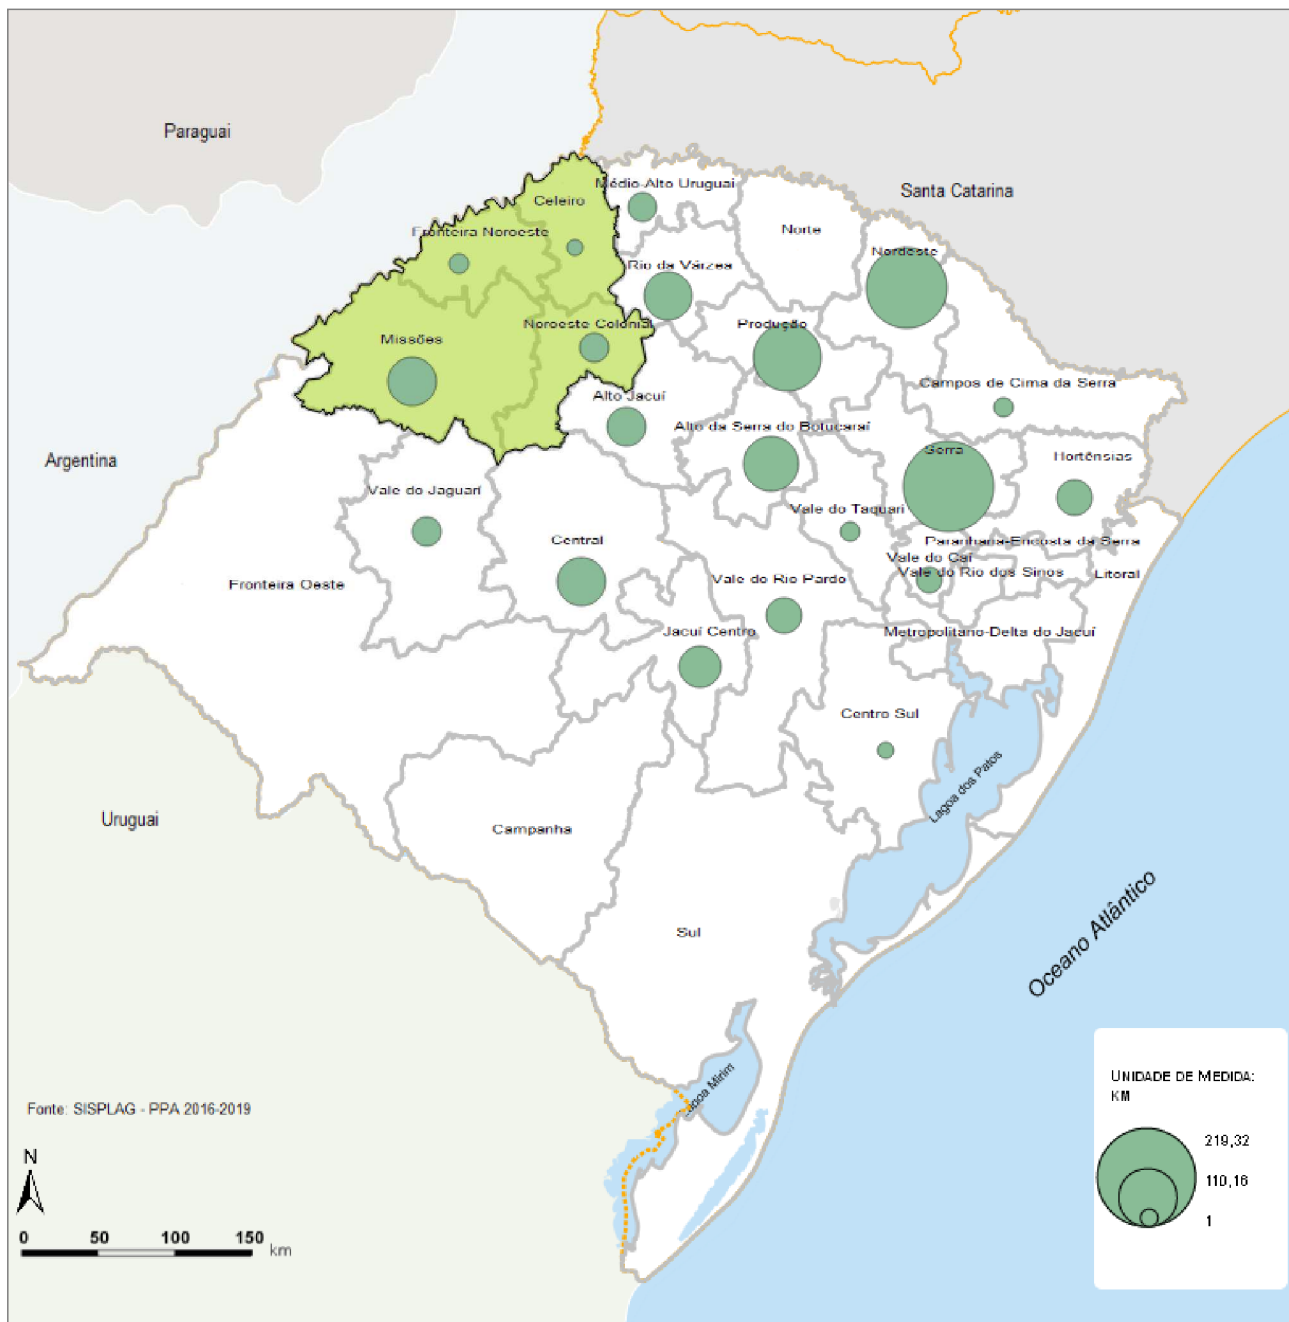 Paraguai
Santa Catarina
Médio-Alto Uruguai
Celeiro
Norte
Fronteira Noroeste
Nordeste
Rio da Várzea
Noroeste Colonial
Produção
Missões
Campos de Cima da Serra
Alto Jacuí
Alto da Serra do Botucaraí
Serra
Hortênsias
Argentina
Vale do Jaguarí
Vale do Taquari
Central
Paranhana-Encosta da Serra
Vale do Caí
Vale do Rio dos Sinos
Litoral
Fronteira Oeste
Vale do Rio Pardo
Jacuí Centro
Metropolitano-Delta do Jacuí
Centro Sul
Lagoa dos Patos
Uruguai
Campanha
Sul
Oceano Atlântico
Lagoa Mirim
Fonte: SISPLAG - PPA 2016-2019
N
0 50 100 150
km
UNIDADE DE MEDIDA:
KM
219,32
110,16
1